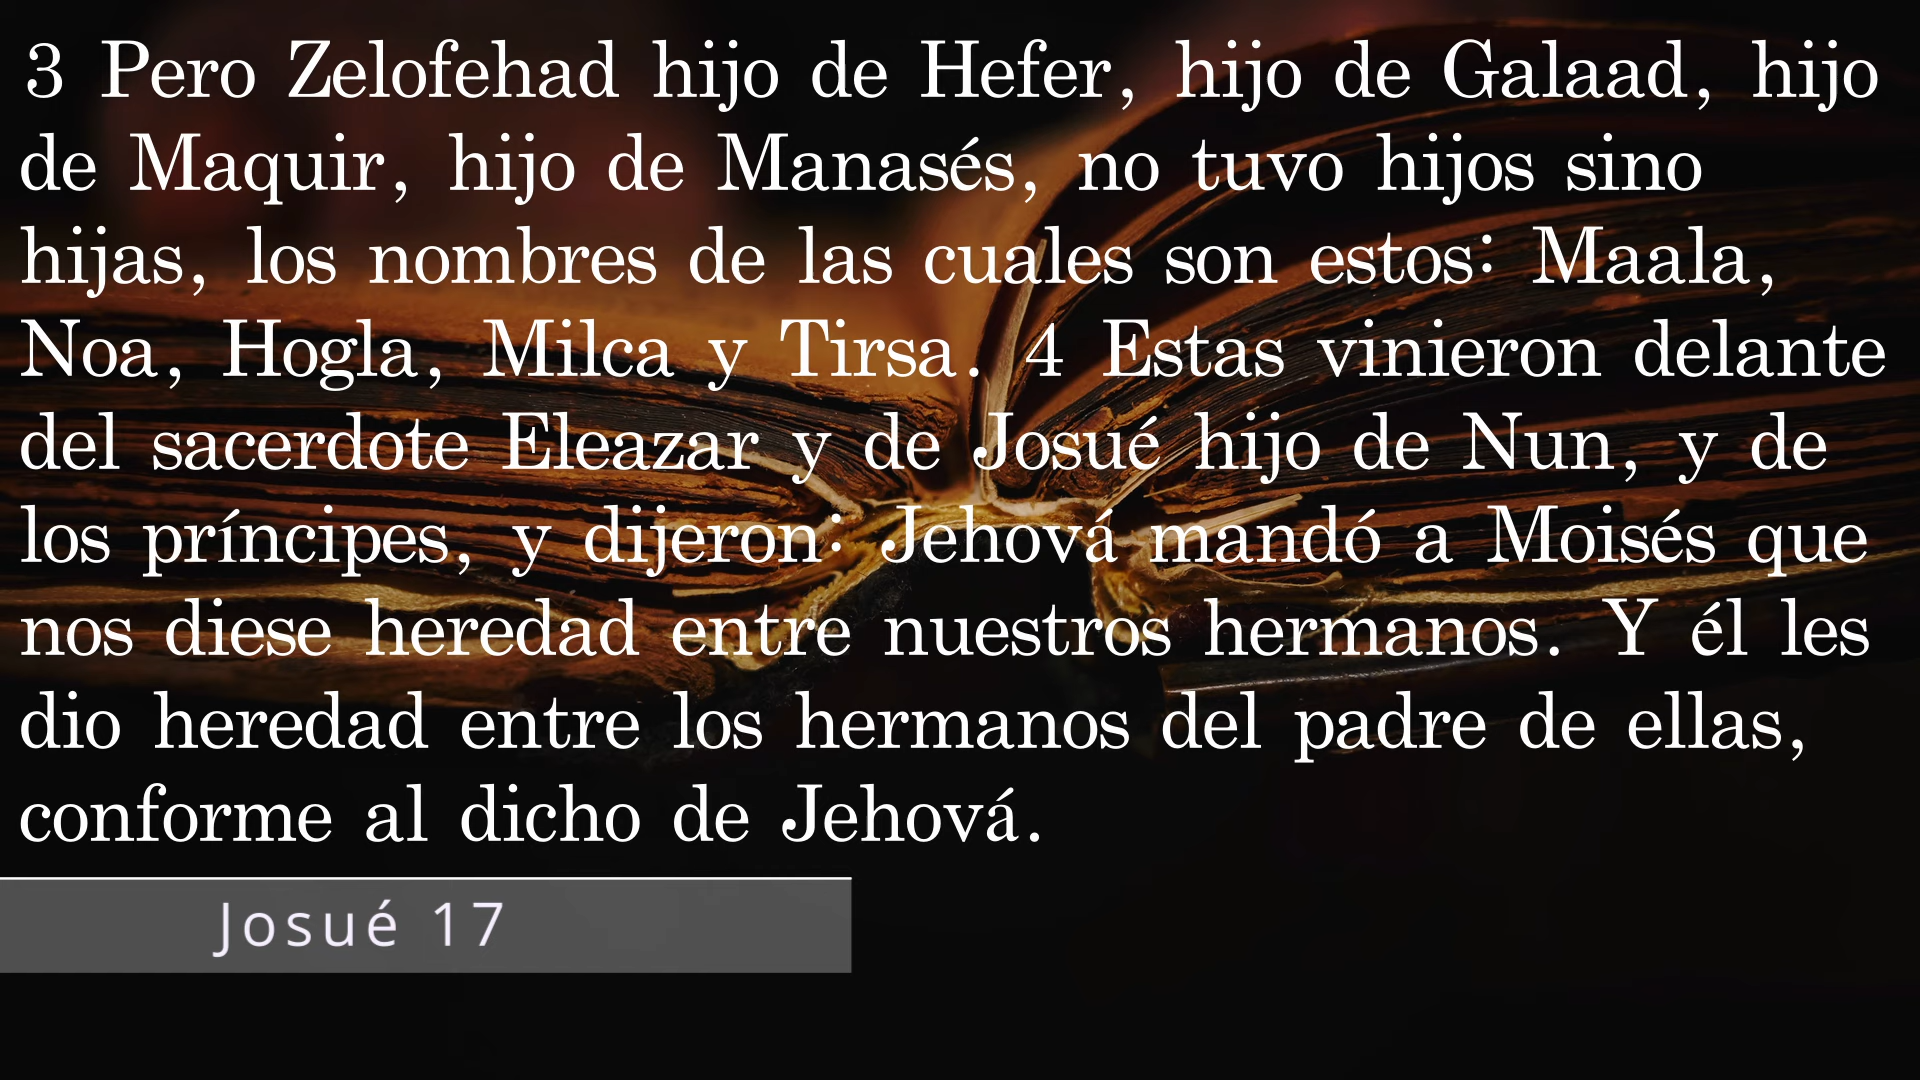 3 Pero Zelofehad hijo de Hefer, hijo de Galaad, hijo
de Maquir, hijo de Manasés, no tuvo hijos sino
hijas, los nombres de las cuales son estos: Maala,
Noa, Hogla, Milca y Tirsa. 4 Estas vinieron delante
del sacerdote Eleazar y de Josué hijo de Nun, y de
los príncipes, y dijeron: Jehová mandó a Moisés que
nos diese heredad entre nuestros hermanos. Y él les
dio heredad entre los hermanos del padre de ellas,
conforme al dicho de Jehová.
Josué 17